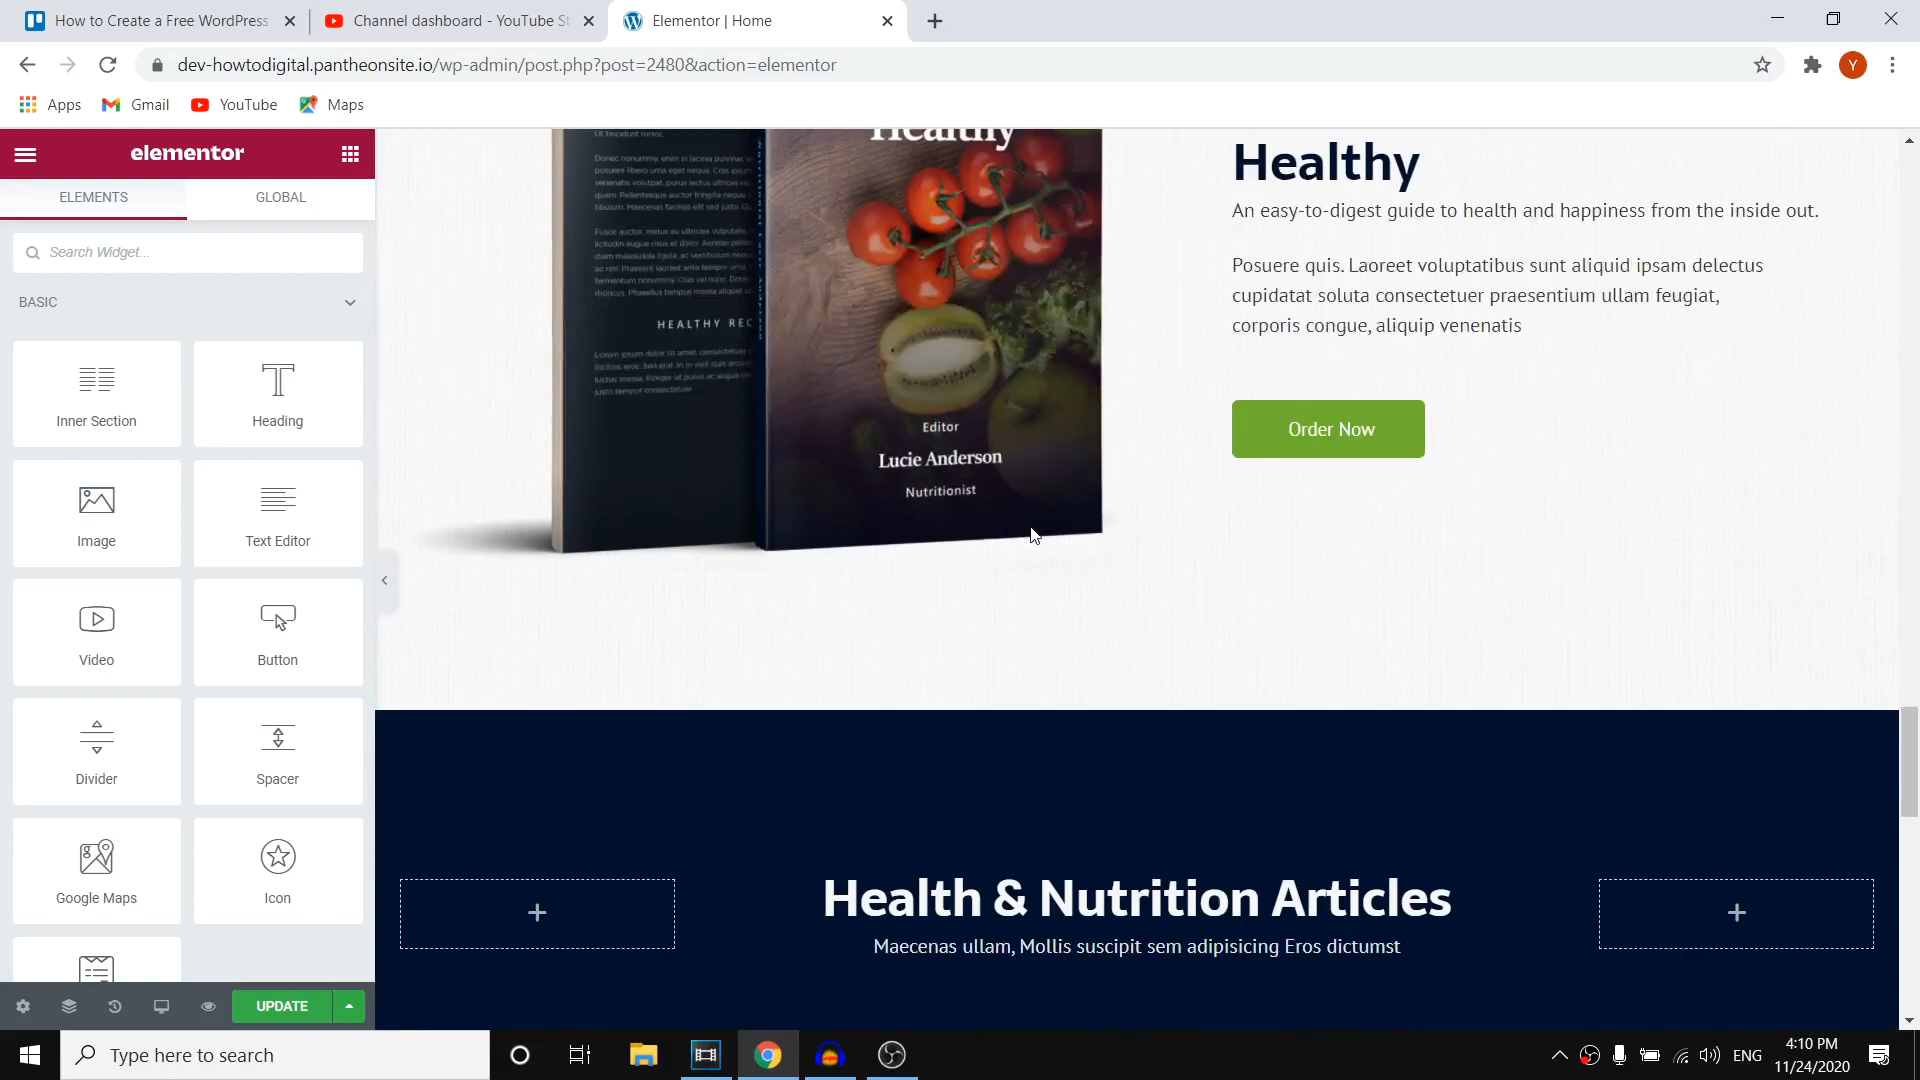 How to Create a Free WordPress
Channel dashboard - YouTube St
Elementor | Home
dev-howtodigital.pantheonsite.io/wp-admin/post.php?post=2480&action=elementor
Y
Apps
Gmail
YouTube
Maps
elementor
ELEMENTS
GLOBAL
Search Widget...
BASIC
Inner Section
Heading
Image
Text Editor
Video
Button
Divider
Spacer
Google Maps
Icon
UPDATE
HEALTHY REC
Healthy
Editor
Lucie Anderson
Nutritionist
Healthy
An easy-to-digest guide to health and happiness from the inside out.
Posuere quis. Laoreet voluptatibus sunt aliquid ipsam delectus
cupidatat soluta consectetuer praesentium ullam feugiat,
corporis congue, aliquip venenatis
Order Now
Health & Nutrition Articles
Maecenas ullam, Mollis suscipit sem adipisicing Eros dictumst
Type here to search
ENG
4:10 PM
11/24/2020